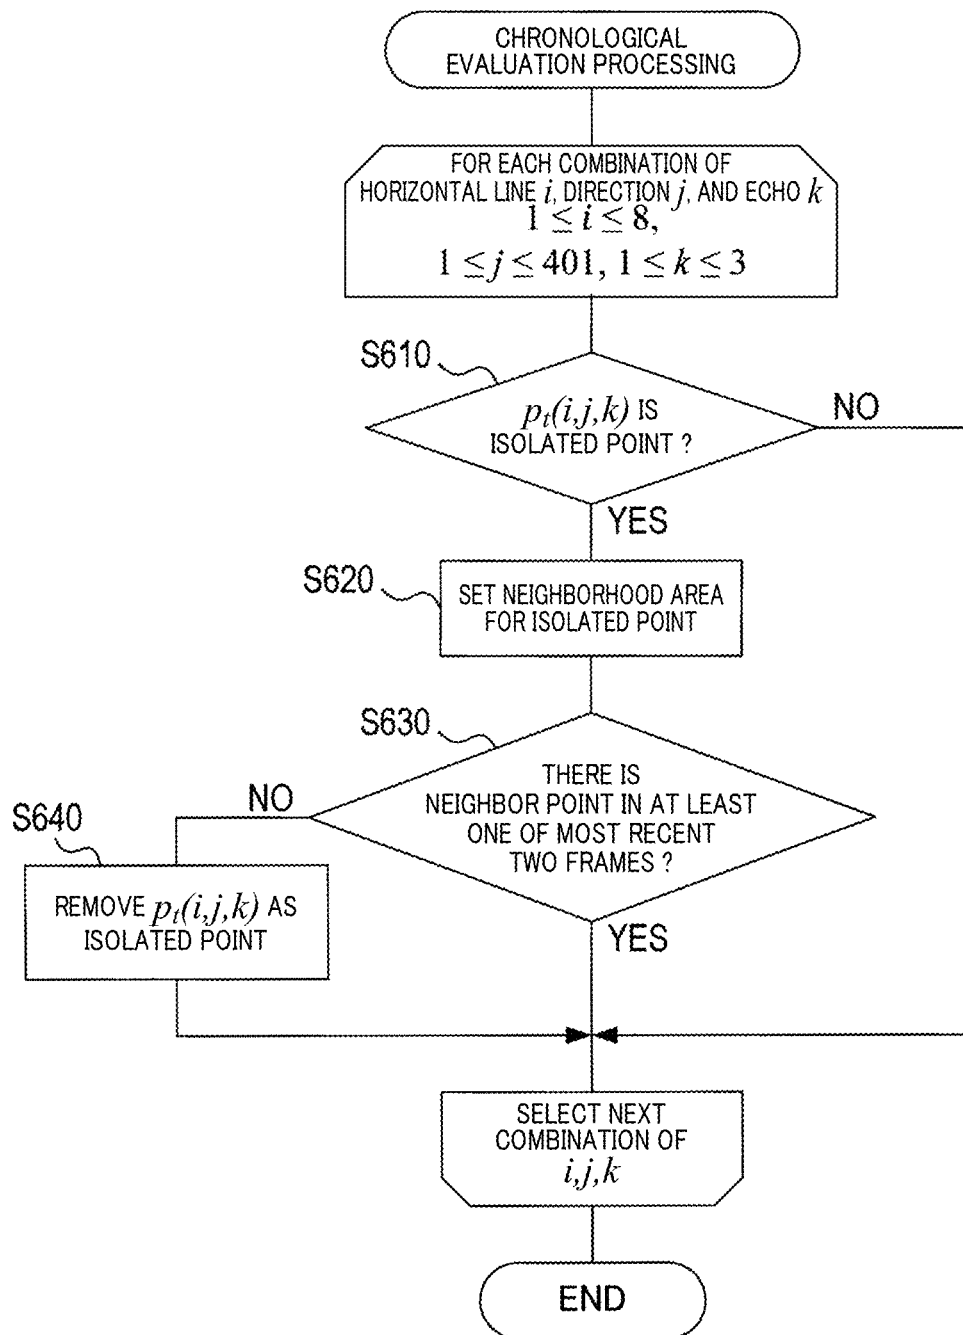 CHRONOLOGICAL
EVALUATION PROCESSING
FOR EACH COMBINATION OF
HORIZONTAL LINE i, DIRECTION j, AND ECHO k
1 ≦ i ≦ 8,
1 ≦ j ≦ 401, 1 ≦ k ≦ 3
S610
pₜ(i,j,k) IS
ISOLATED POINT ?
NO
YES
S620
SET NEIGHBORHOOD AREA
FOR ISOLATED POINT
S630
THERE IS
NEIGHBOR POINT IN AT LEAST
ONE OF MOST RECENT
TWO FRAMES ?
NO
S640
REMOVE pₜ(i,j,k) AS
ISOLATED POINT
YES
SELECT NEXT
COMBINATION OF
i,j,k
END